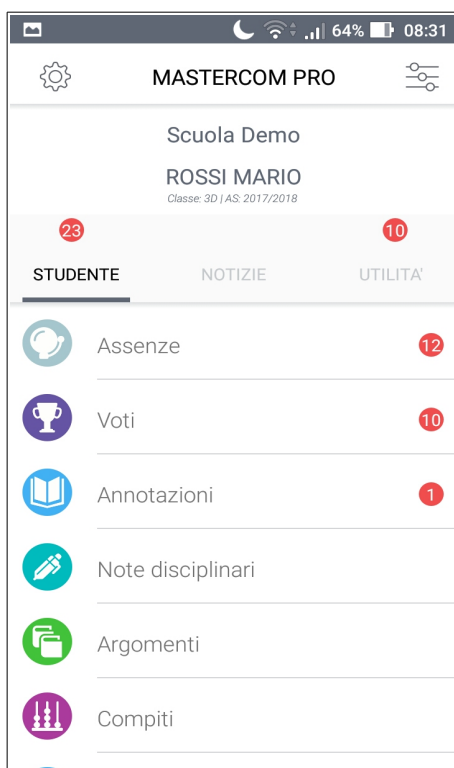 64% 08:31
MASTERCOM PRO
Scuola Demo
ROSSI MARIO
Classe: 3D | AS: 2017/2018
23 10
STUDENTE NOTIZIE UTILITA'
Assenze 12
Voti 10
Annotazioni 1
Note disciplinari
Argomenti
Compiti